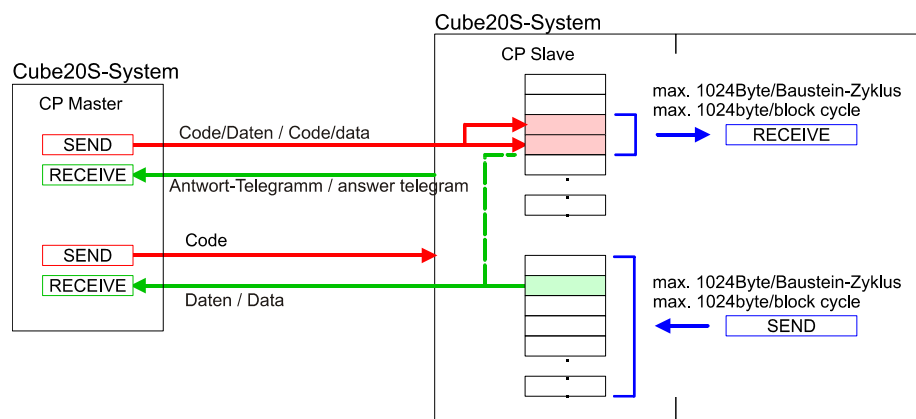 Cube20S-System
CP Master
SEND
Code/Daten / Code/data
RECEIVE
Antwort-Telegramm / answer telegram
SEND
Code
RECEIVE
Daten / Data
Cube20S-System
CP Slave
max. 1024Byte/Baustein-Zyklus
max. 1024byte/block cycle
RECEIVE
max. 1024Byte/Baustein-Zyklus
max. 1024byte/block cycle
SEND